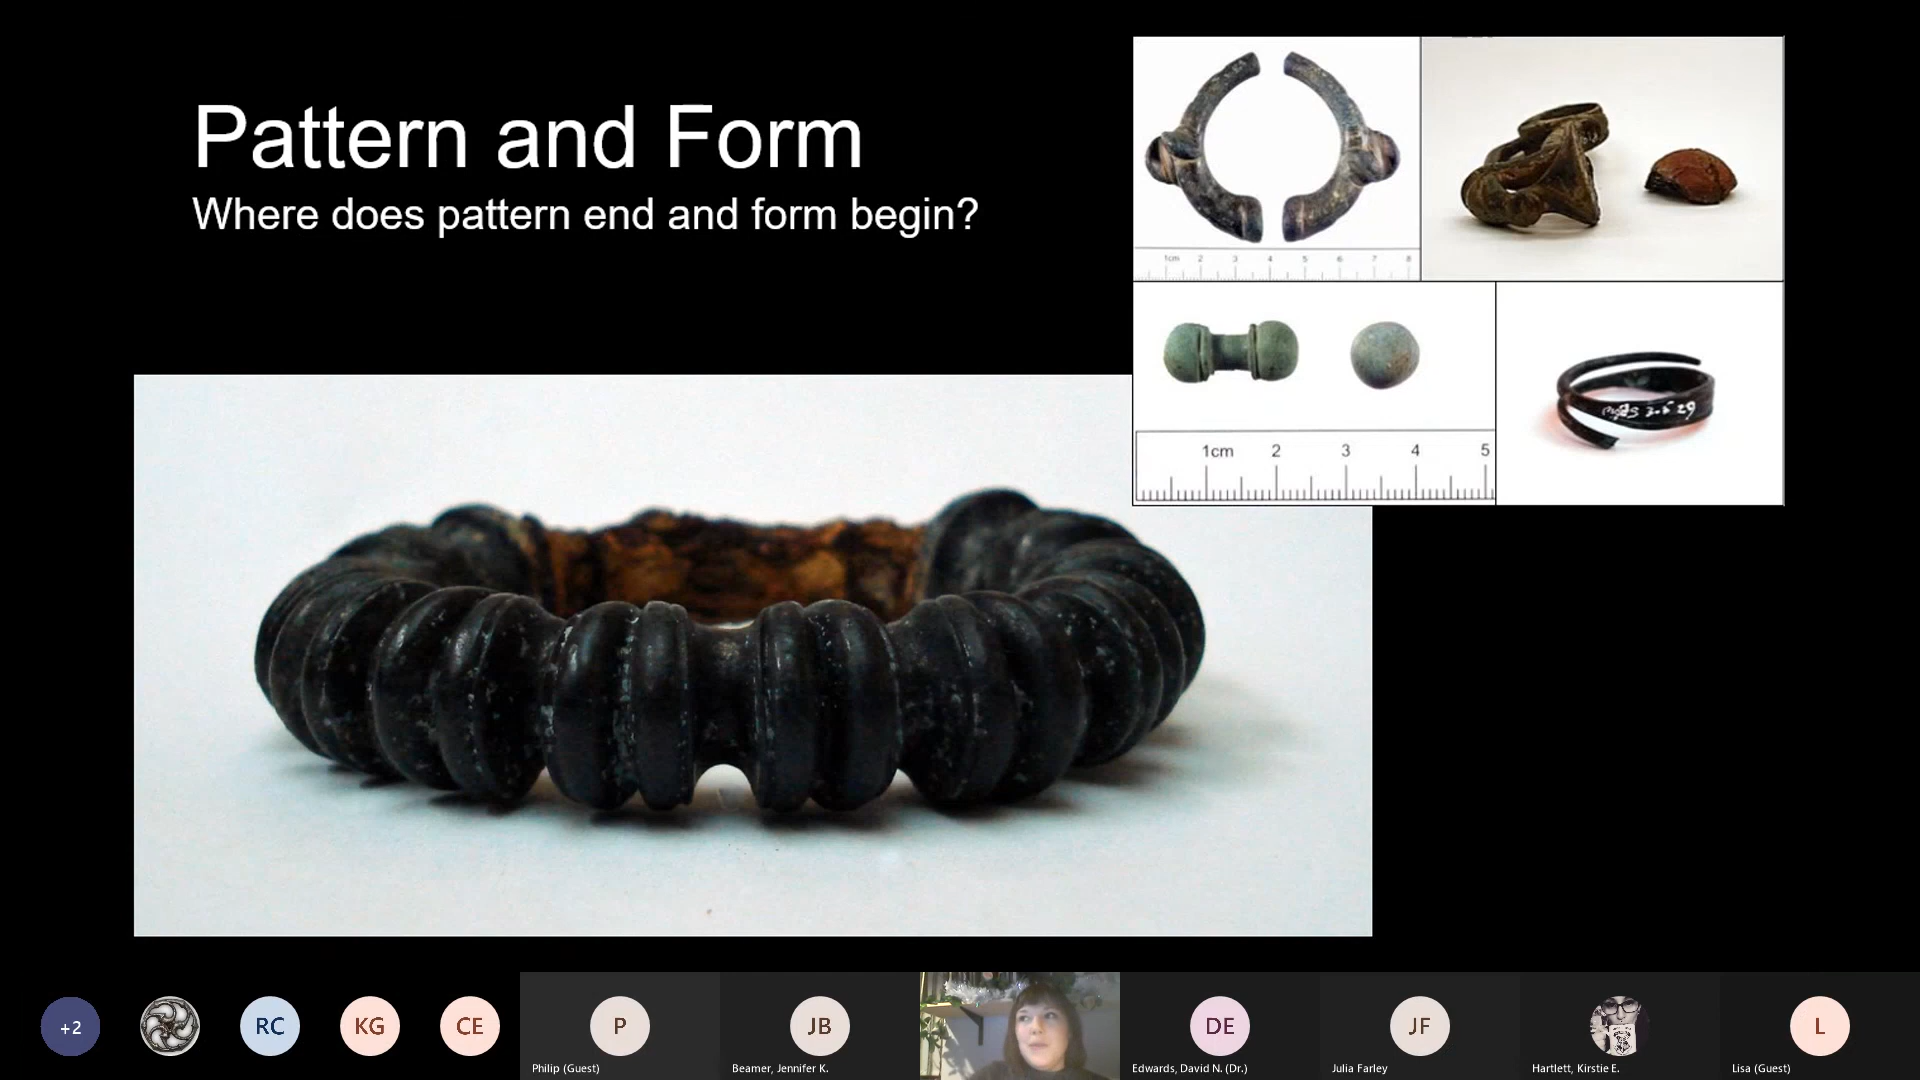 Pattern and Form
Where does pattern end and form begin?
1cm 2 3 4 5 6 7 8
1cm 2 3 4 5
+2
RC
KG
CE
P
JB
DE
JF
L
Philip (Guest)
Beamer, Jennifer K.
Edwards, David N. (Dr.)
Julia Farley
Hartlett, Kirstie E.
Lisa (Guest)